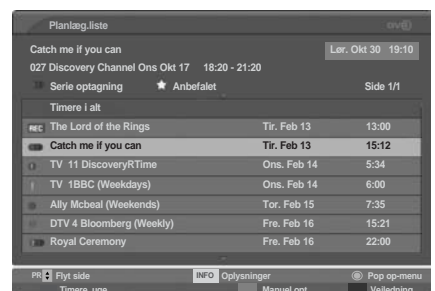 Planlæg.liste
Catch me if you can Lør. Okt 30 19:10
027 Discovery Channel Ons Okt 17 18:20 - 21:20
Serie optagning Anbefalet Side 1/1
Timere i alt
REC The Lord of the Rings Tir. Feb 13 13:00
Catch me if you can Tir. Feb 13 15:12
TV 11 DiscoveryRTime Ons. Feb 14 5:34
TV 1BBC (Weekdays) Ons. Feb 14 6:00
Ally Mcbeal (Weekends) Tor. Feb 15 7:35
DTV 4 Bloomberg (Weekly) Fre. Feb 16 15:21
Royal Ceremony Fre. Feb 16 22:00
PR Flyt side INFO Oplysninger Pop op-menu
Timere uge Manuel opt. Vejledning